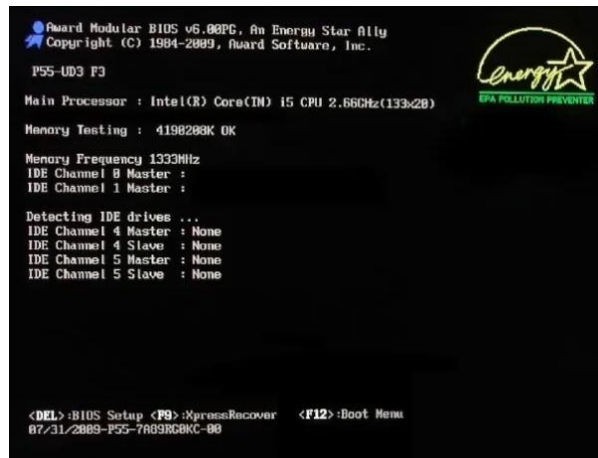 Award Modular BIOS v6.00PG, An Energy Star Ally
Copyright (C) 1984-2009, Award Software, Inc.
energy
EPA POLLUTION PREVENTER
P55-UD3 F3
Main Processor : Intel(R) Core(TM) i5 CPU 2.66GHz(133x20)
Memory Testing : 4190208K OK
Memory Frequency 1333MHz
IDE Channel 0 Master :
IDE Channel 1 Master :
Detecting IDE drives ...
IDE Channel 4 Master : None
IDE Channel 4 Slave : None
IDE Channel 5 Master : None
IDE Channel 5 Slave : None
<DEL>:BIOS Setup <F9>:XpressRecover <F12>:Boot Menu
07/31/2009-P55-7A89RG0KC-00